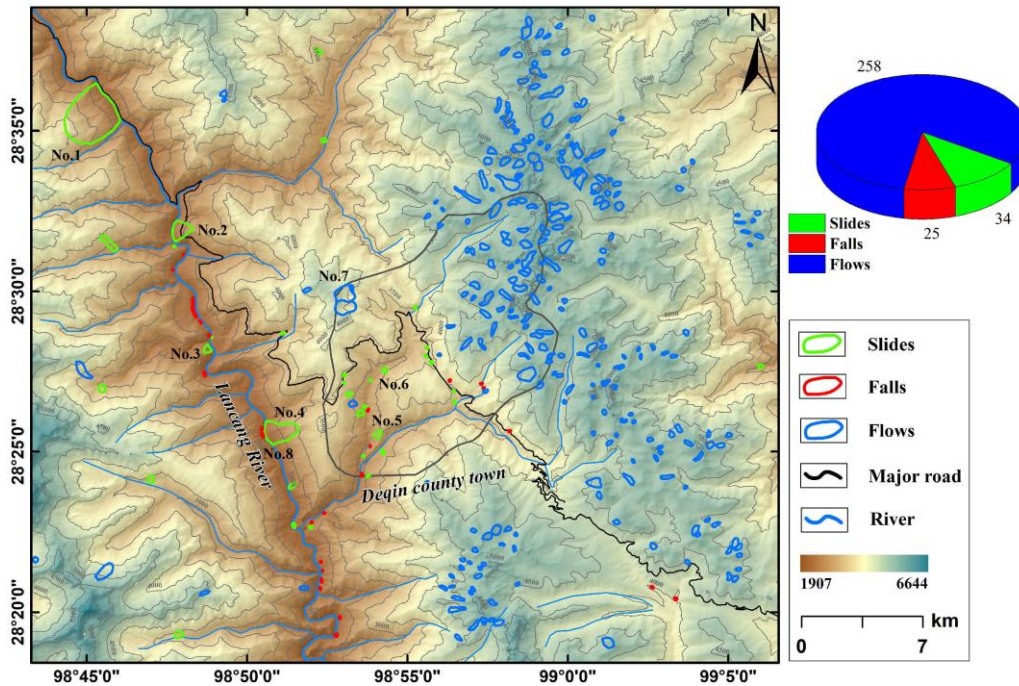 N
No.1
No.2
No.7
No.3
No.6
No.4
No.5
No.8
Lancang River
Deqin county town
28°35'0"
28°30'0"
28°25'0"
28°20'0"
98°45'0"
98°50'0"
98°55'0"
99°0'0"
99°5'0"
258
34
25
Slides
Falls
Flows
Slides
Falls
Flows
Major road
River
1907
6644
km
0
7